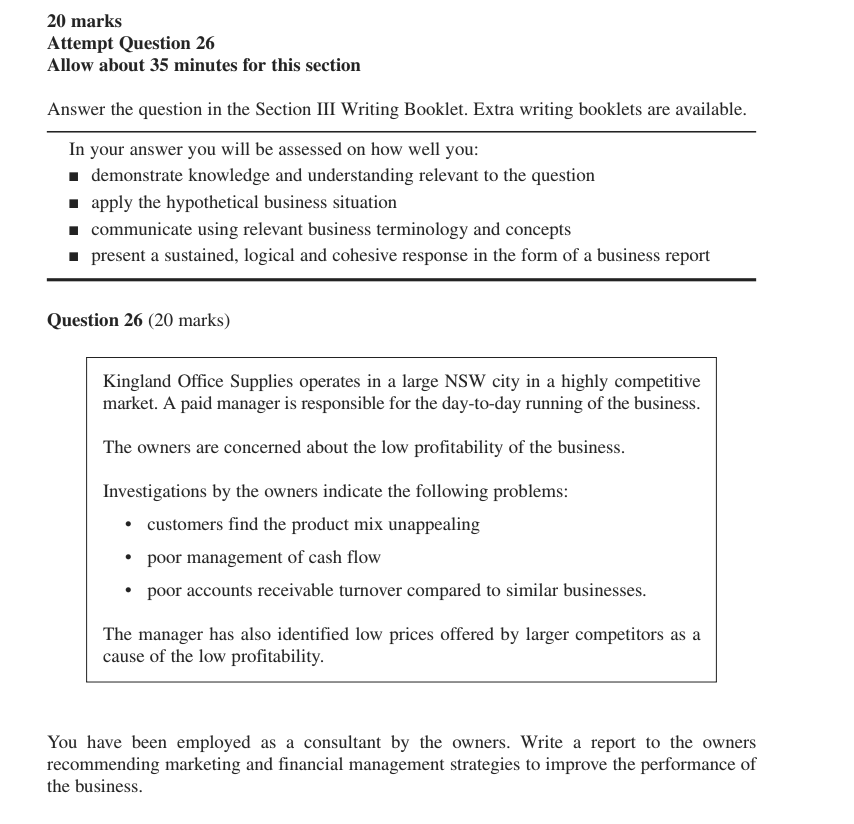 20 marks
Attempt Question 26
Allow about 35 minutes for this section
Answer the question in the Section III Writing Booklet. Extra writing booklets are available.
In your answer you will be assessed on how well you:
■ demonstrate knowledge and understanding relevant to the question
■ apply the hypothetical business situation
■ communicate using relevant business terminology and concepts
■ present a sustained, logical and cohesive response in the form of a business report
Question 26 (20 marks)
Kingland Office Supplies operates in a large NSW city in a highly competitive
market. A paid manager is responsible for the day-to-day running of the business.
The owners are concerned about the low profitability of the business.
Investigations by the owners indicate the following problems:
• customers find the product mix unappealing
• poor management of cash flow
• poor accounts receivable turnover compared to similar businesses.
The manager has also identified low prices offered by larger competitors as a
cause of the low profitability.
You have been employed as a consultant by the owners. Write a report to the owners
recommending marketing and financial management strategies to improve the performance of
the business.